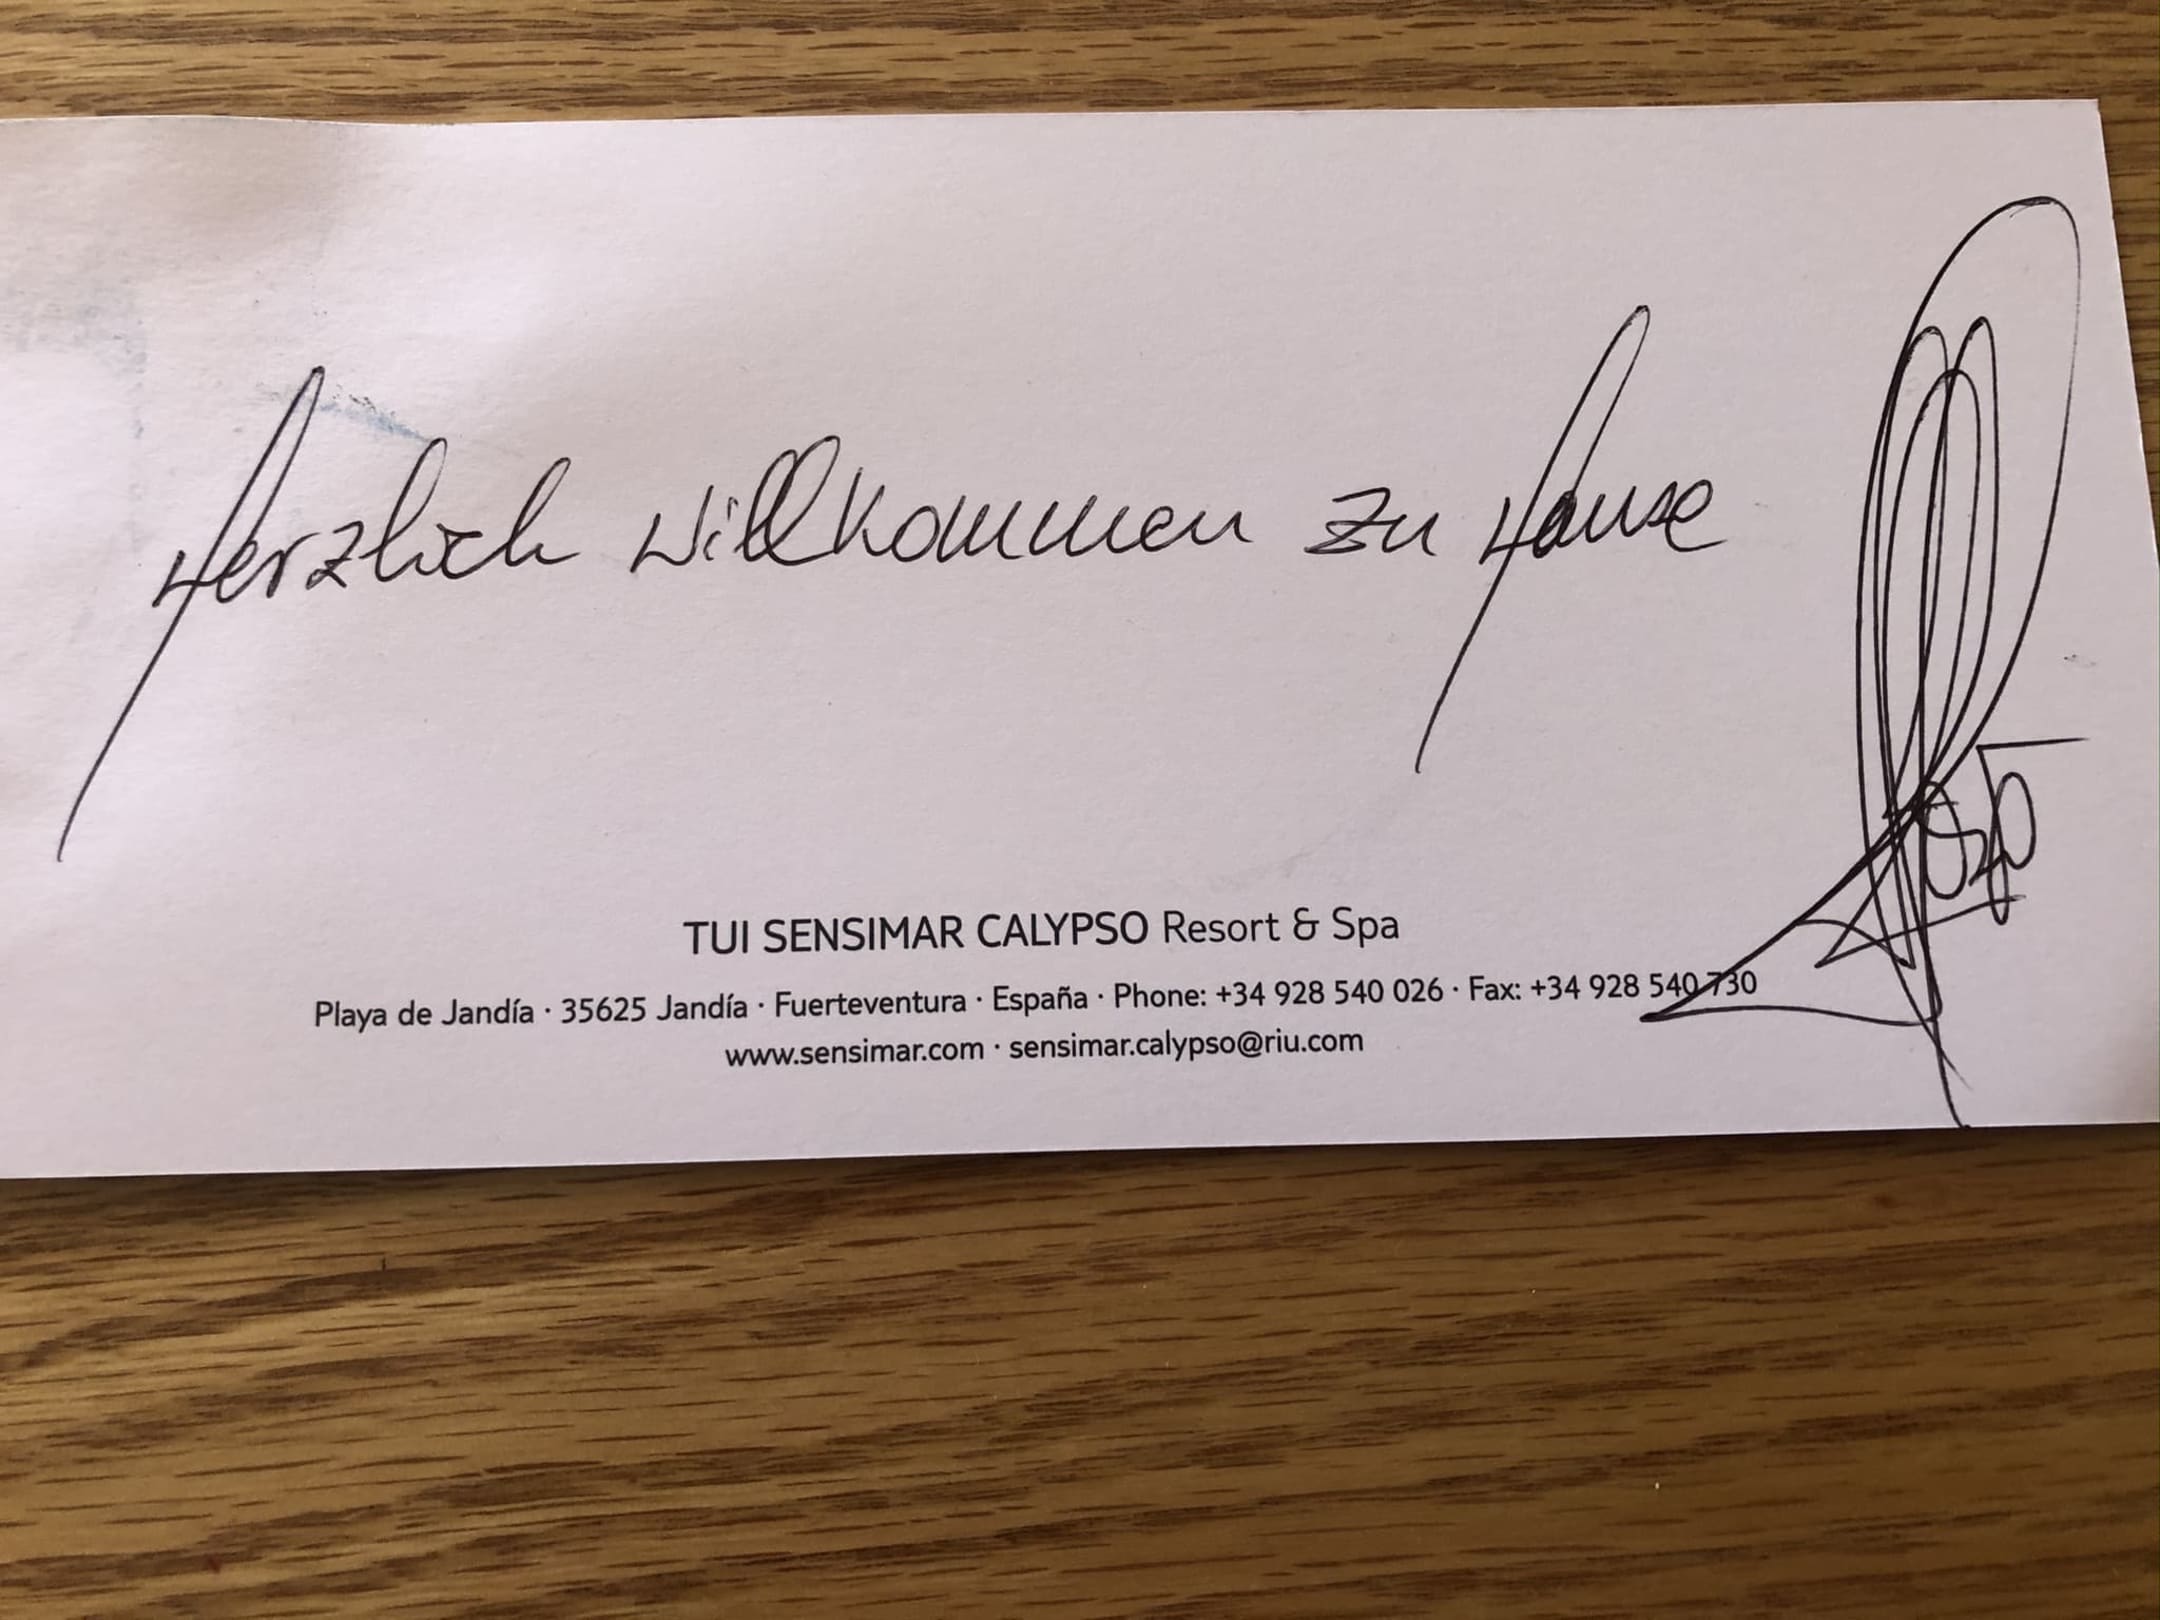 Herzlich Willkommen zu Hause
TUI SENSIMAR CALYPSO Resort & Spa
Playa de Jandía · 35625 Jandía · Fuerteventura · España · Phone: +34 928 540 026 · Fax: +34 928 540 730
www.sensimar.com · sensimar.calypso@riu.com